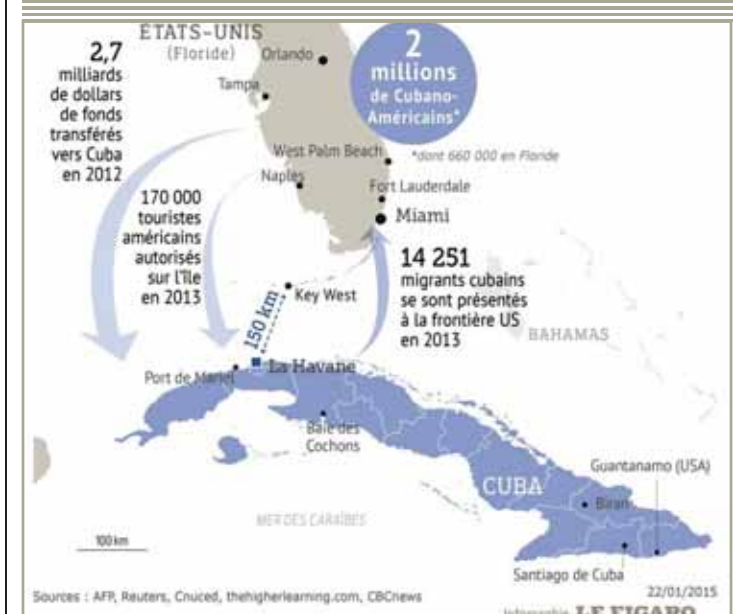 ÉTATS-UNIS
(Floride)
Orlando
Tampa
2
millions
de Cubano-
Américains*
*dont 660 000 en Floride
2,7
milliards
de dollars
de fonds
transférés
vers Cuba
en 2012
West Palm Beach
Naples
Fort Lauderdale
Miami
170 000
touristes
américains
autorisés
sur l'île
en 2013
14 251
migrants cubains
se sont présentés
à la frontière US
en 2013
Key West
150 km
BAHAMAS
La Havane
Port de Mariel
Baie des
Cochons
Guantanamo (USA)
CUBA
Biran
MER DES CARAÏBES
100 km
Santiago de Cuba
22/01/2015
Sources : AFP, Reuters, Cnuced, thehigherlearning.com, CBCnews
Infographie LE FIGARO